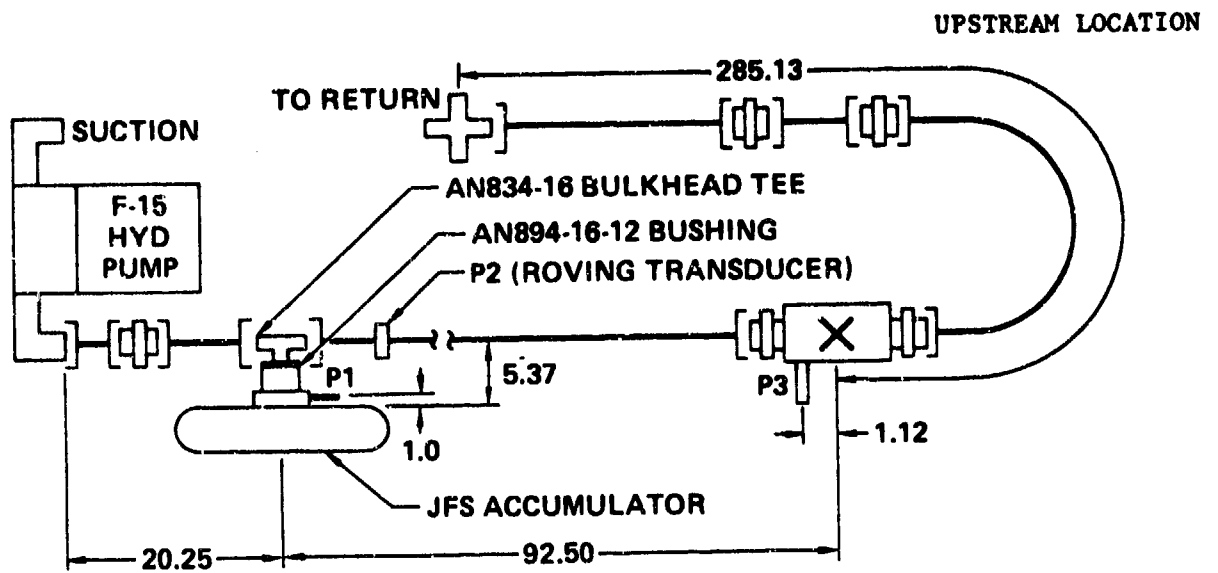 UPSTREAM LOCATION
285.13
TO RETURN
SUCTION
AN834-16 BULKHEAD TEE
F-15
HYD
PUMP
AN894-16-12 BUSHING
P2 (ROVING TRANSDUCER)
P1
5.37
P3
1.0
1.12
JFS ACCUMULATOR
20.25
92.50